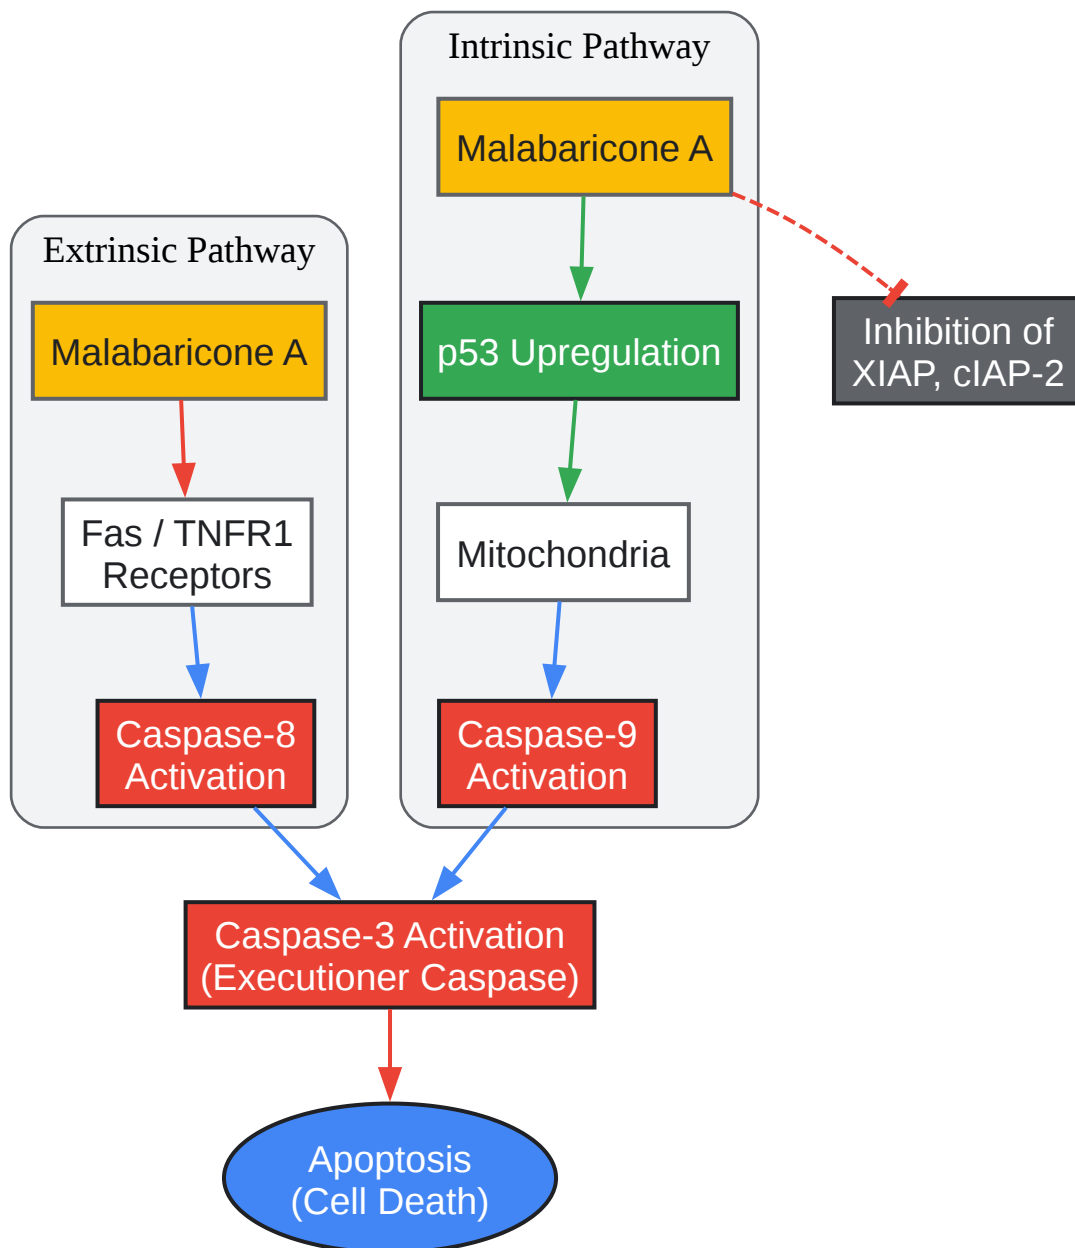 Intrinsic Pathway
Malabaricone A
Extrinsic Pathway
Malabaricone A
p53 Upregulation
Inhibition of
XIAP, cIAP-2
Fas / TNFR1
Receptors
Mitochondria
Caspase-8
Activation
Caspase-9
Activation
Caspase-3 Activation
(Executioner Caspase)
Apoptosis
(Cell Death)